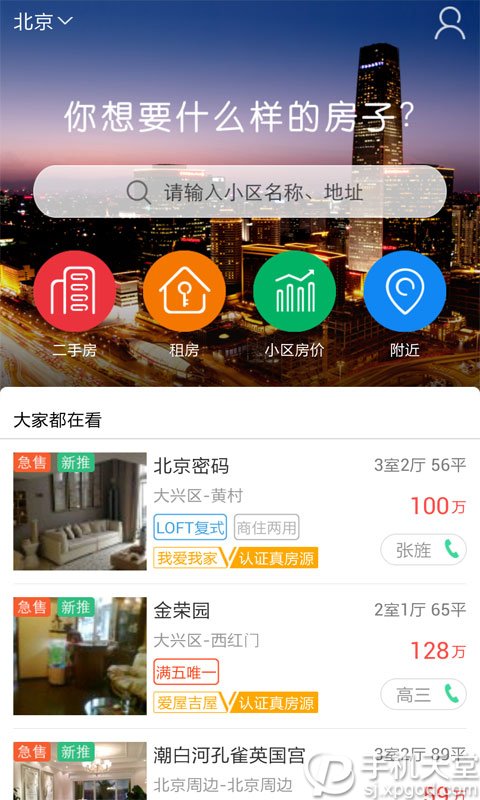 北京
你想要什么样的房子?
请输入小区名称、地址
二手房 租房 小区房价 附近
大家都在看
急售 新推 北京密码 3室2厅 56平
大兴区-黄村 100万
LOFT复式 商住两用
张旌
我爱我家 认证真房源
急售 新推 金荣园 2室1厅 65平
大兴区-西红门 128万
满五唯一
高三
爱屋吉屋 认证真房源
急售 新推 潮白河孔雀英国宫 3室2厅 89平
北京周边-北京周边 99万
手机天堂
sj.xpgod.com